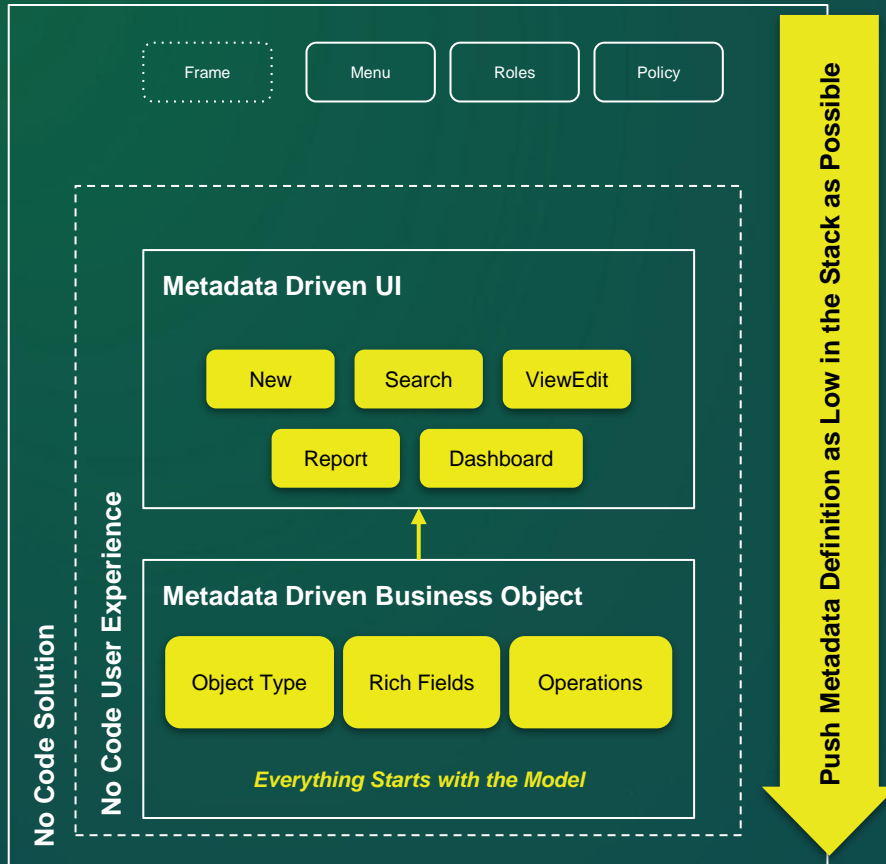 Frame
Menu
Roles
Policy
Metadata Driven UI
New
Search
ViewEdit
Report
Dashboard
Metadata Driven Business Object
Object Type
Rich Fields
Operations
Everything Starts with the Model
No Code User Experience
No Code Solution
Push Metadata Definition as Low in the Stack as Possible